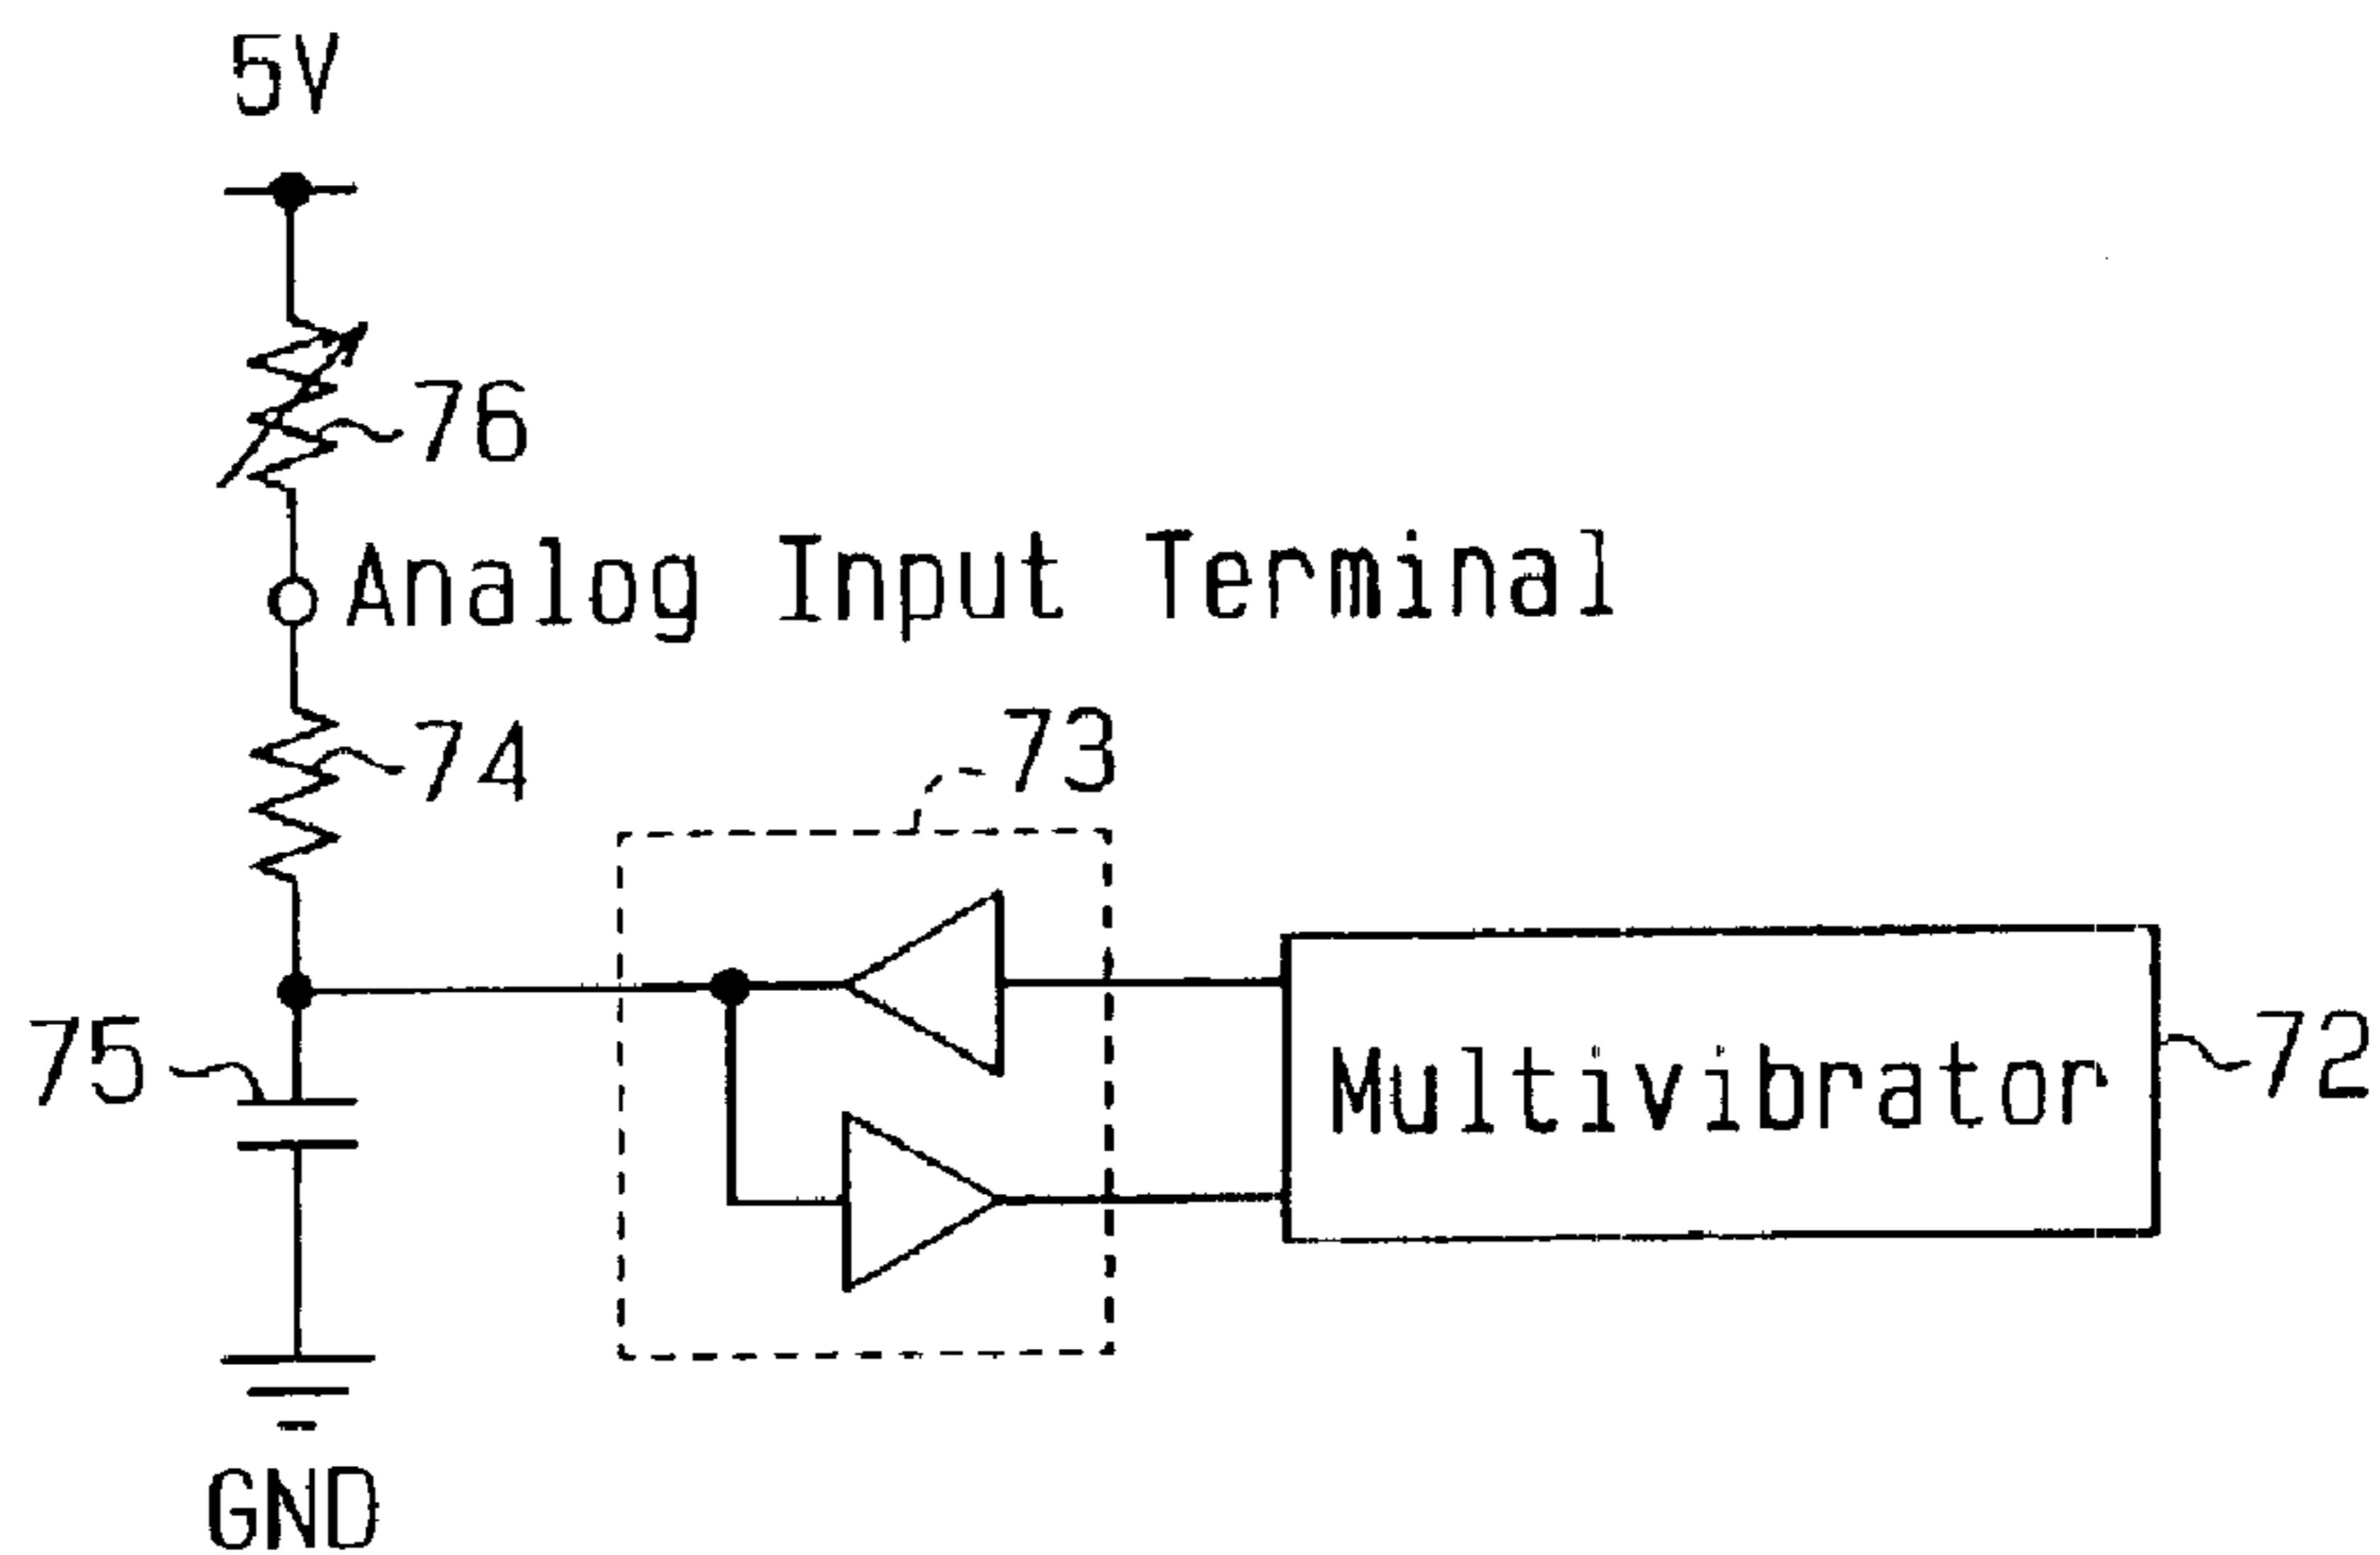 5V
76
Analog Input Terminal
74
73
75
Multivibrator
72
GND